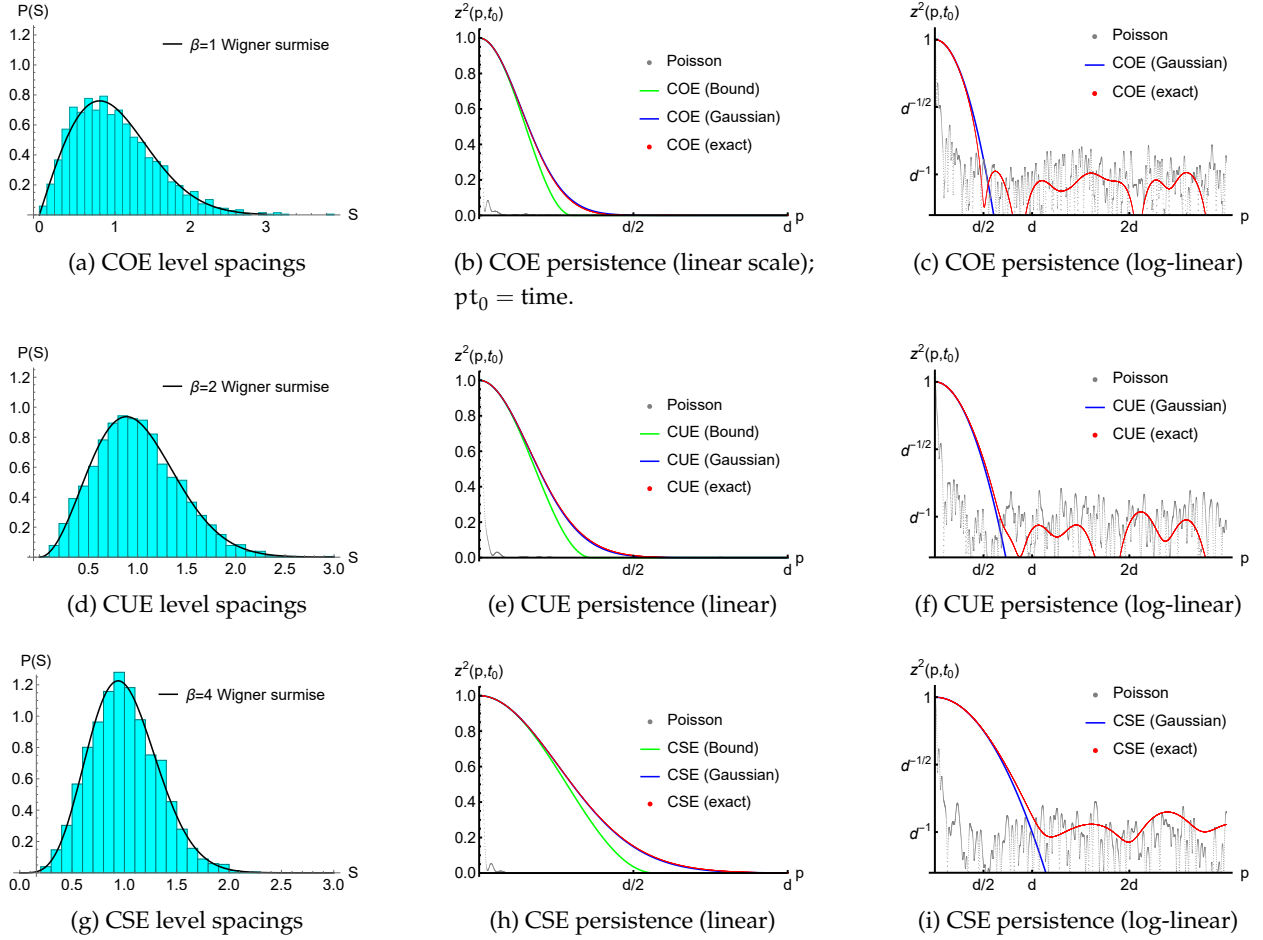 P(S)
1.2
1.0
0.8
0.6
0.4
0.2
0
1
2
3
S
β=1 Wigner surmise
(a) COE level spacings
z²(p,t₀)
1.0
0.8
0.6
0.4
0.2
0.0
d/2
d
p
Poisson
COE (Bound)
COE (Gaussian)
COE (exact)
(b) COE persistence (linear scale);
pt₀ = time.
z²(p,t₀)
1
d⁻¹/²
d⁻¹
d/2
d
2d
p
Poisson
COE (Gaussian)
COE (exact)
(c) COE persistence (log-linear)
P(S)
1.2
1.0
0.8
0.6
0.4
0.2
0.5
1.0
1.5
2.0
2.5
3.0
S
β=2 Wigner surmise
(d) CUE level spacings
z²(p,t₀)
1.0
0.8
0.6
0.4
0.2
0.0
d/2
d
p
Poisson
CUE (Bound)
CUE (Gaussian)
CUE (exact)
(e) CUE persistence (linear)
z²(p,t₀)
1
d⁻¹/²
d⁻¹
d/2
d
2d
p
Poisson
CUE (Gaussian)
CUE (exact)
(f) CUE persistence (log-linear)
P(S)
1.2
1.0
0.8
0.6
0.4
0.2
0.0
0.5
1.0
1.5
2.0
2.5
3.0
S
β=4 Wigner surmise
(g) CSE level spacings
z²(p,t₀)
1.0
0.8
0.6
0.4
0.2
0.0
d/2
d
p
Poisson
CSE (Bound)
CSE (Gaussian)
CSE (exact)
(h) CSE persistence (linear)
z²(p,t₀)
1
d⁻¹/²
d⁻¹
d/2
d
2d
p
Poisson
CSE (Gaussian)
CSE (exact)
(i) CSE persistence (log-linear)